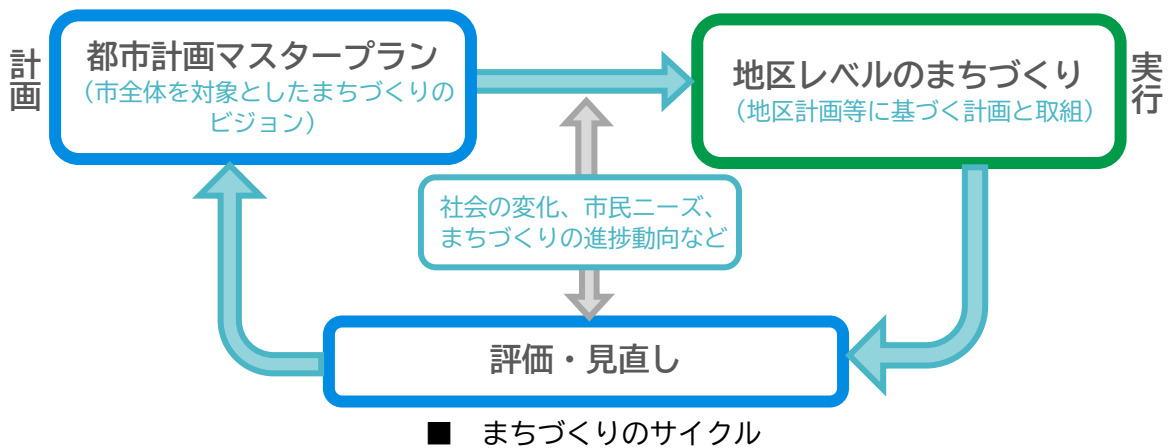 計画
都市計画マスタープラン
（市全体を対象としたまちづくりの
ビジョン）
地区レベルのまちづくり
（地区計画等に基づく計画と取組）
実行
社会の変化、市民ニーズ、
まちづくりの進捗動向など
評価・見直し
■　まちづくりのサイクル